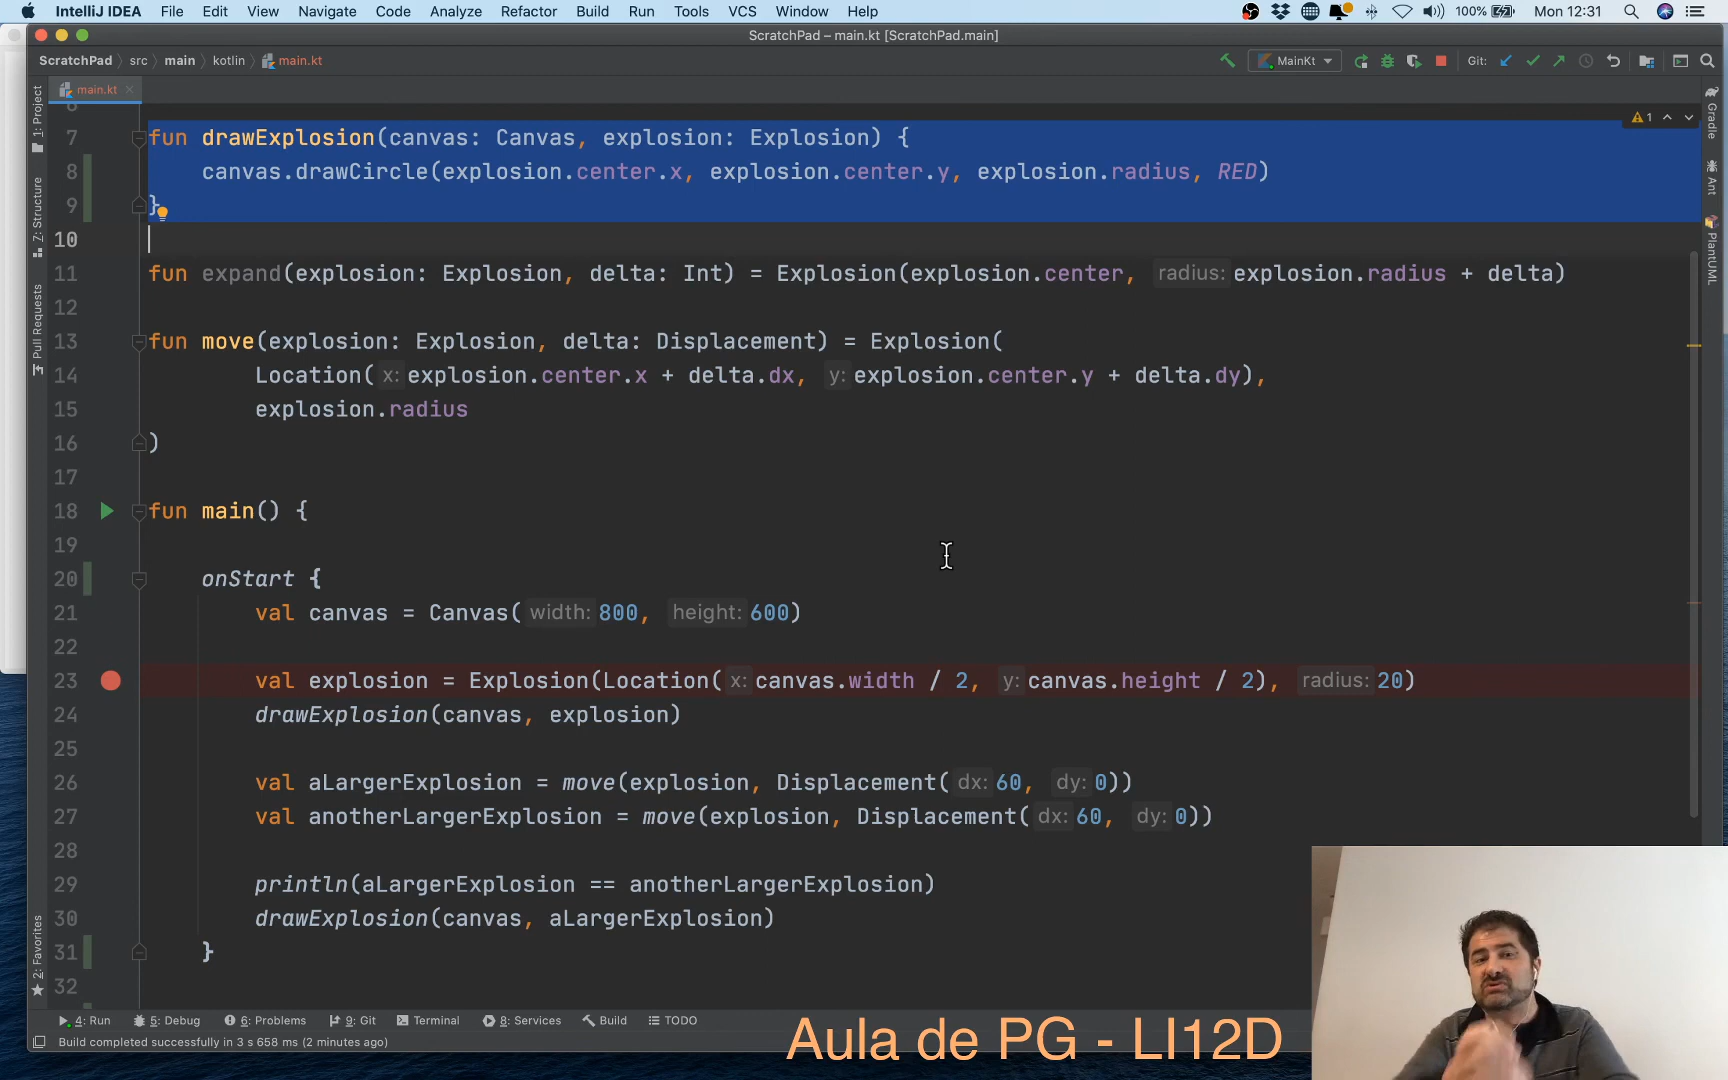 IntelliJ IDEA File Edit View Navigate Code Analyze Refactor Build Run Tools VCS Window Help 100% Mon 12:31
ScratchPad – main.kt [ScratchPad.main]
ScratchPad src main kotlin main.kt MainKt Git:
main.kt
1: Project
7: Structure
Pull Requests
2: Favorites
Gradle
Ant
PlantUML
1
6
7 fun drawExplosion(canvas: Canvas, explosion: Explosion) {
8 canvas.drawCircle(explosion.center.x, explosion.center.y, explosion.radius, RED)
9 }
10
11 fun expand(explosion: Explosion, delta: Int) = Explosion(explosion.center, radius: explosion.radius + delta)
12
13 fun move(explosion: Explosion, delta: Displacement) = Explosion(
14 Location( x: explosion.center.x + delta.dx, y: explosion.center.y + delta.dy),
15 explosion.radius
16 )
17
18 fun main() {
19
20 onStart {
21 val canvas = Canvas( width: 800, height: 600)
22
23 val explosion = Explosion(Location( x: canvas.width / 2, y: canvas.height / 2), radius: 20)
24 drawExplosion(canvas, explosion)
25
26 val aLargerExplosion = move(explosion, Displacement( dx: 60, dy: 0))
27 val anotherLargerExplosion = move(explosion, Displacement( dx: 60, dy: 0))
28
29 println(aLargerExplosion == anotherLargerExplosion)
30 drawExplosion(canvas, aLargerExplosion)
31 }
32
4: Run 5: Debug 6: Problems 9: Git Terminal 8: Services Build TODO
Build completed successfully in 3 s 658 ms (2 minutes ago)
Aula de PG - LI12D